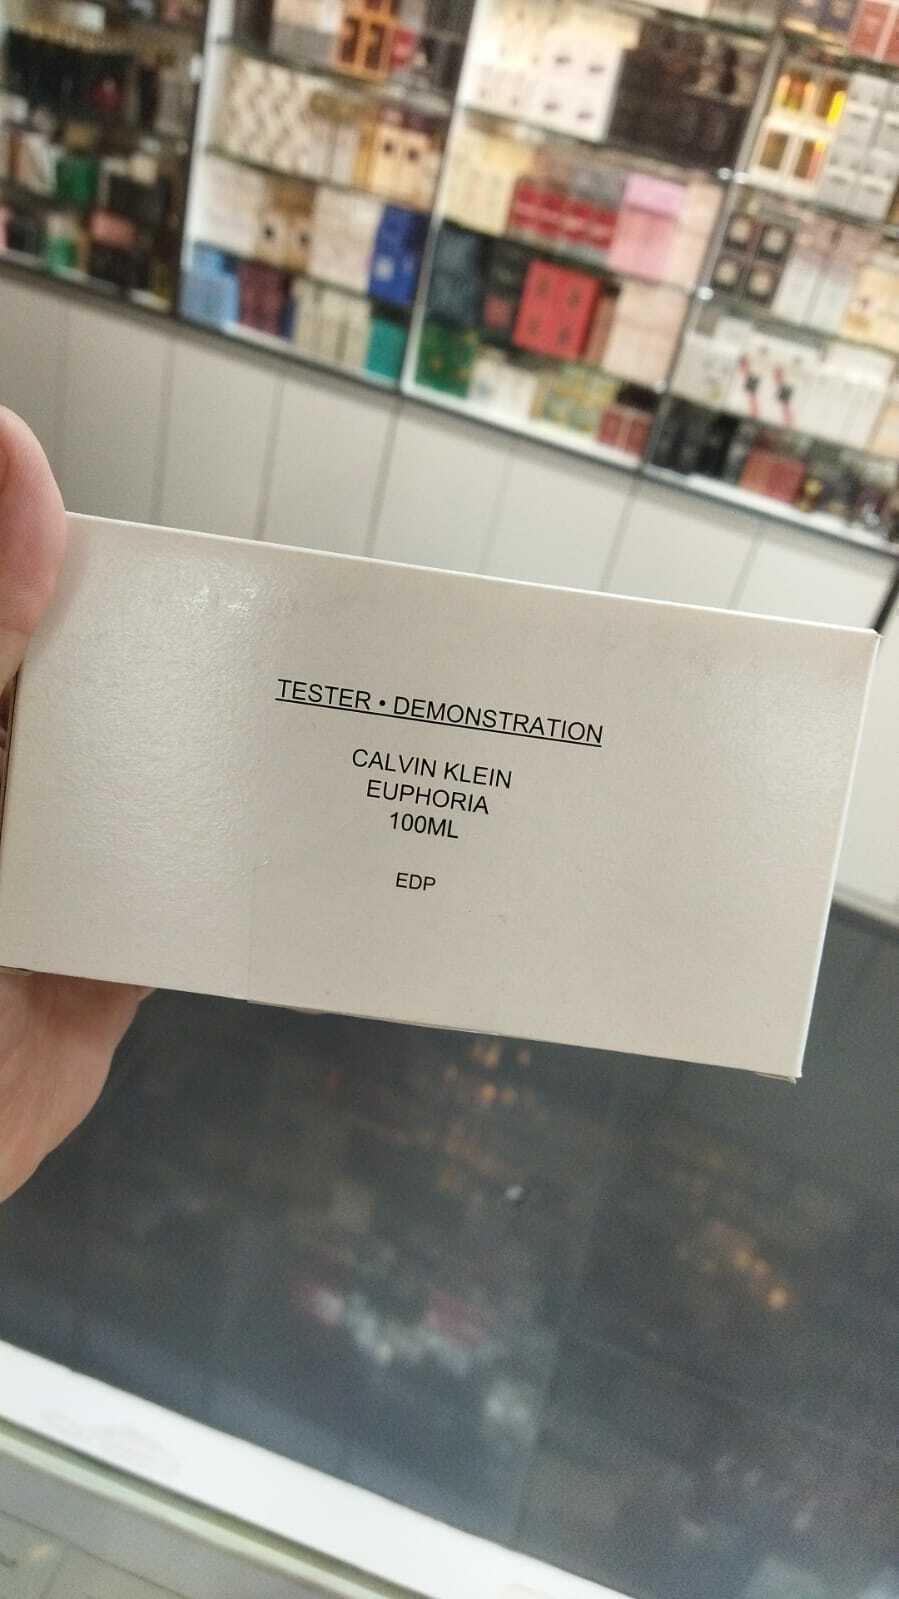 TESTER • DEMONSTRATION
CALVIN KLEIN
EUPHORIA
100ML
EDP